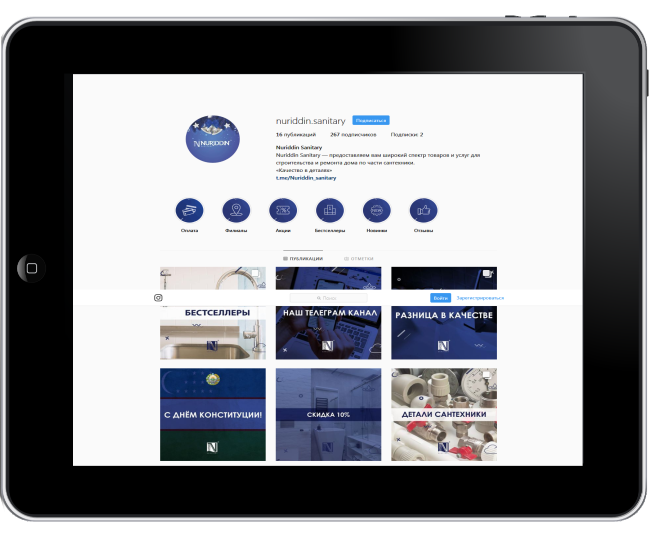 nuriddin.sanitary Подписаться
16 публикаций 267 подписчиков Подписки: 2
NURIDDIN
Nuriddin Sanitary
Nuriddin Sanitary — предоставляем вам широкий спектр товаров и услуг для
строительства и ремонта дома по части сантехники.
«Качество в деталях»
t.me/Nuriddin_sanitary
Оплата Филиалы Акции Бестселлеры Новинки Отзывы
ПУБЛИКАЦИИ ОТМЕТКИ
Поиск Войти Зарегистрироваться
БЕСТСЕЛЛЕРЫ НАШ ТЕЛЕГРАМ КАНАЛ РАЗНИЦА В КАЧЕСТВЕ
С ДНЁМ КОНСТИТУЦИИ! СКИДКА 10% ДЕТАЛИ САНТЕХНИКИ